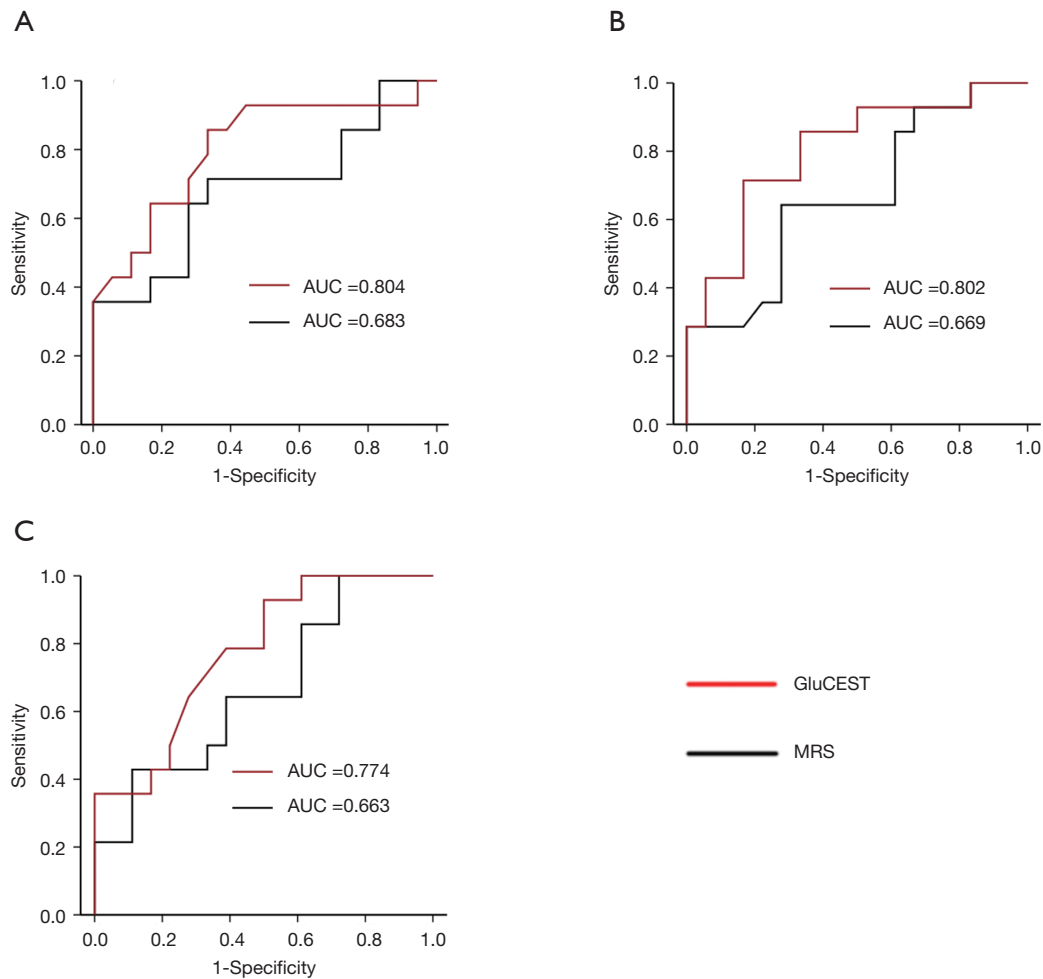 A
1.0
0.8
0.6
0.4
0.2
0.0
Sensitivity
AUC =0.804
AUC =0.683
0.0 0.2 0.4 0.6 0.8 1.0
1-Specificity
B
1.0
0.8
0.6
0.4
0.2
0.0
Sensitivity
AUC =0.802
AUC =0.669
0.0 0.2 0.4 0.6 0.8 1.0
1-Specificity
C
1.0
0.8
0.6
0.4
0.2
0.0
Sensitivity
AUC =0.774
AUC =0.663
0.0 0.2 0.4 0.6 0.8 1.0
1-Specificity
GluCEST
MRS